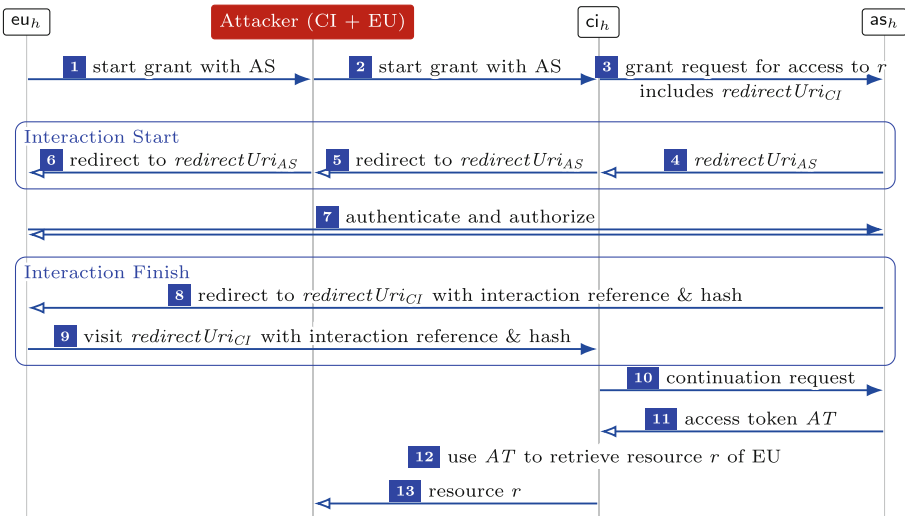 eu_h Attacker (CI + EU) ci_h as_h
1 start grant with AS 2 start grant with AS 3 grant request for access to r
includes redirectUri_CI
Interaction Start
6 redirect to redirectUri_AS 5 redirect to redirectUri_AS 4 redirectUri_AS
7 authenticate and authorize
Interaction Finish
8 redirect to redirectUri_CI with interaction reference & hash
9 visit redirectUri_CI with interaction reference & hash
10 continuation request
11 access token AT
12 use AT to retrieve resource r of EU
13 resource r